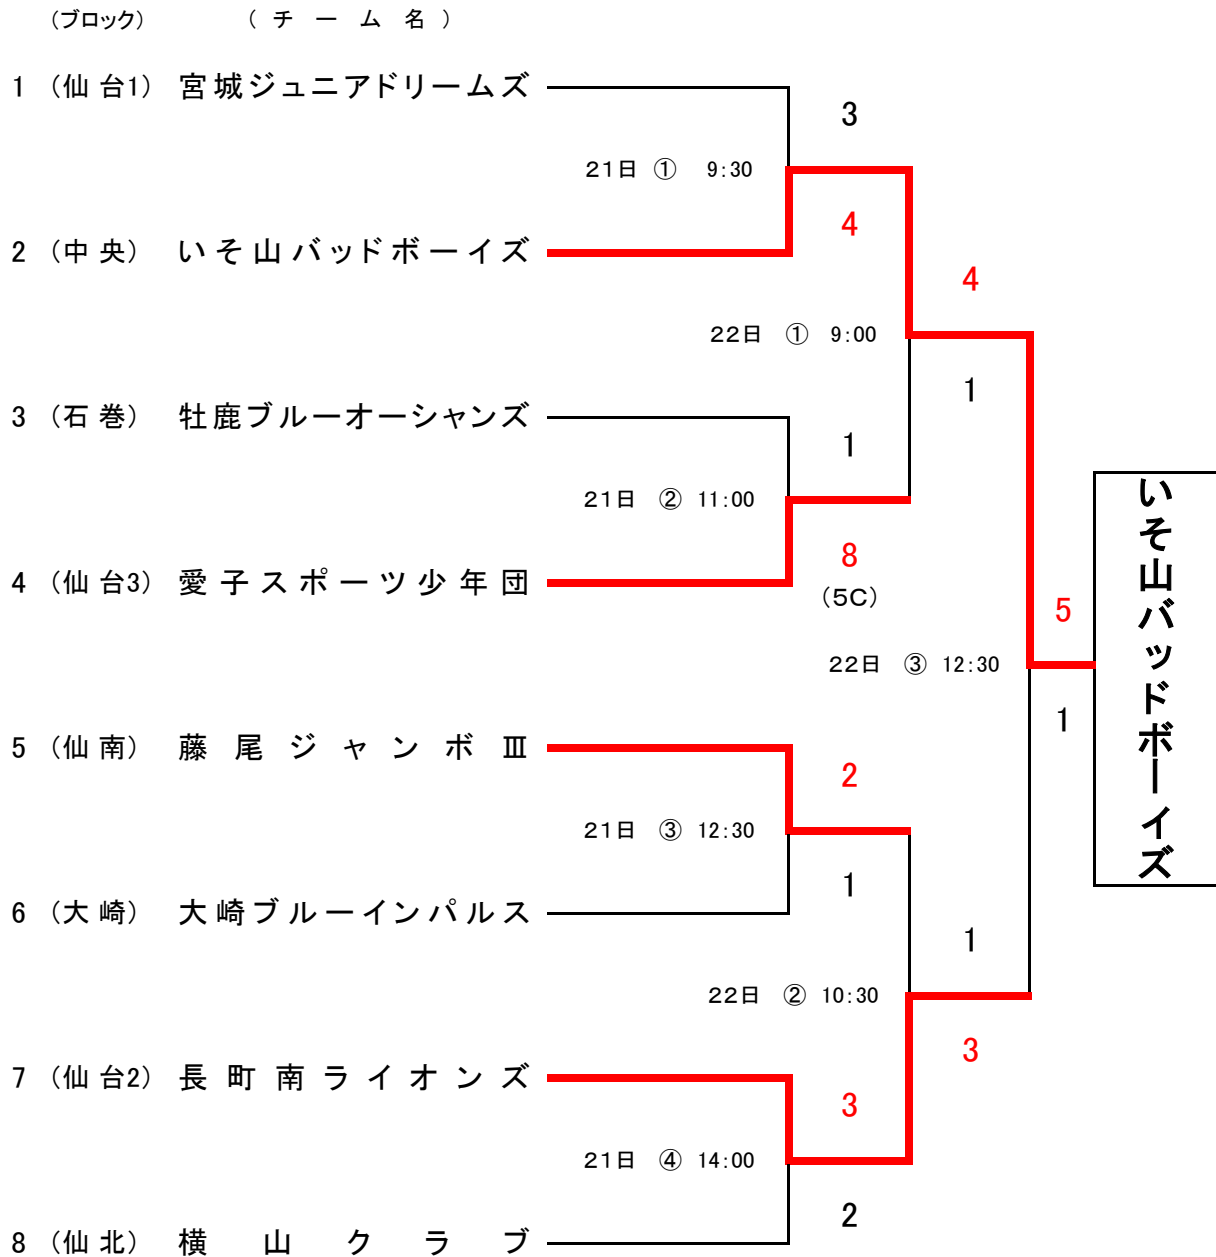 (ブロック) (チーム名)
1 (仙台1) 宮城ジュニアドリームズ
3
21日 ① 9:30
4
2 (中央) いそ山バッドボーイズ
4
22日 ① 9:00
1
3 (石巻) 牡鹿ブルーオーシャンズ
1
21日 ② 11:00
8
(5C)
4 (仙台3) 愛子スポーツ少年団
5
22日 ③ 12:30
1
いそ山バッドボーイズ
5 (仙南) 藤尾ジャンボⅢ
2
21日 ③ 12:30
1
6 (大崎) 大崎ブルーインパルス
1
22日 ② 10:30
3
7 (仙台2) 長町南ライオンズ
3
21日 ④ 14:00
2
8 (仙北) 横山クラブ